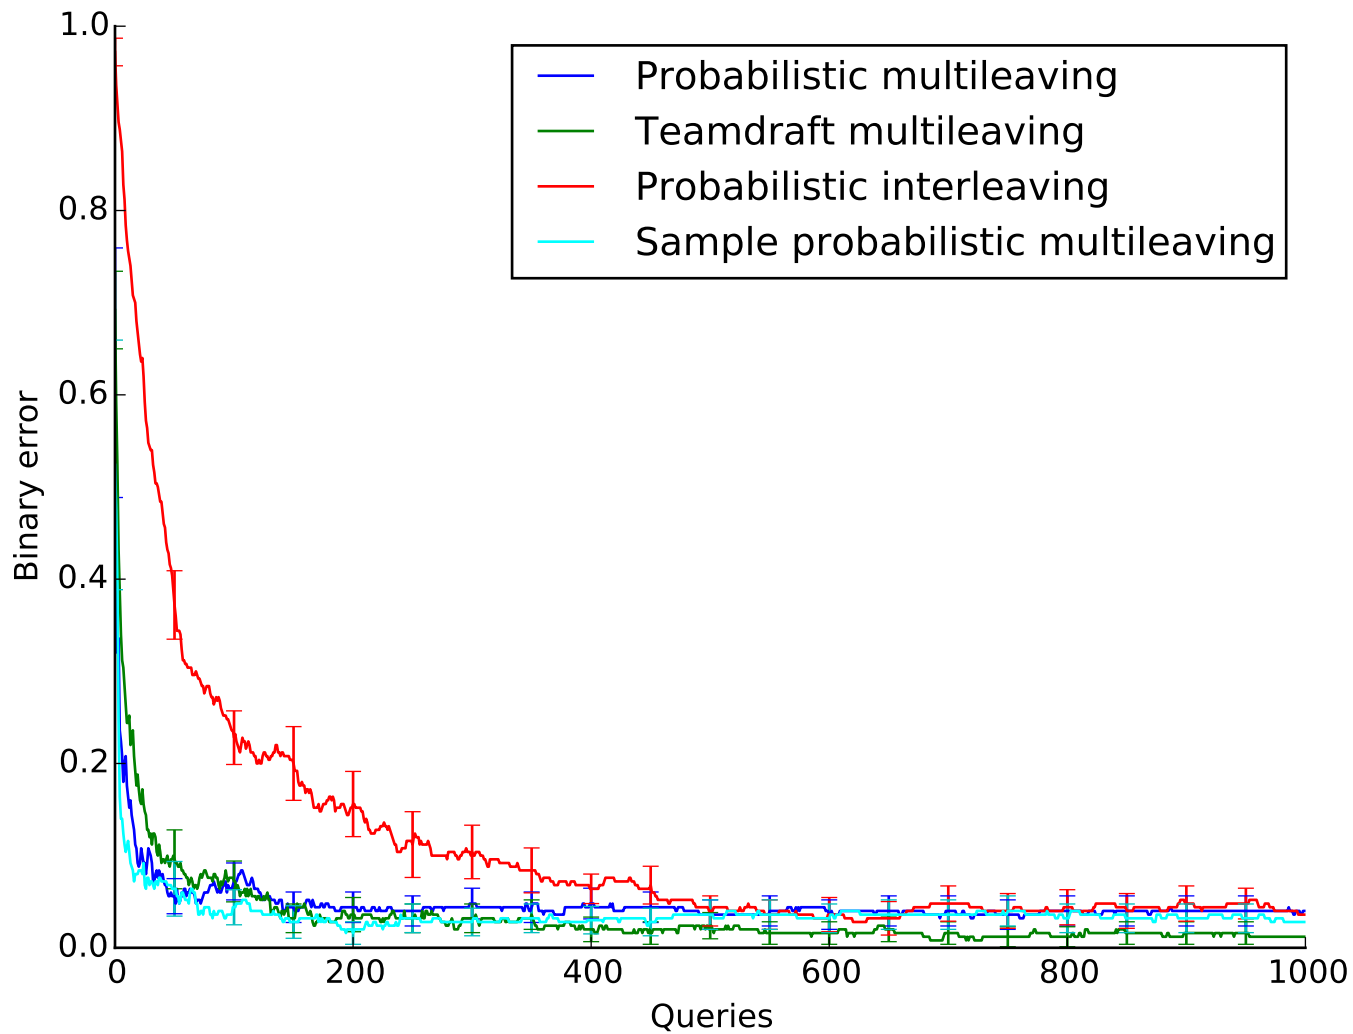 1.0
0.8
0.6
0.4
0.2
0.0
Binary error
Probabilistic multileaving
Teamdraft multileaving
Probabilistic interleaving
Sample probabilistic multileaving
0 200 400 600 800 1000
Queries